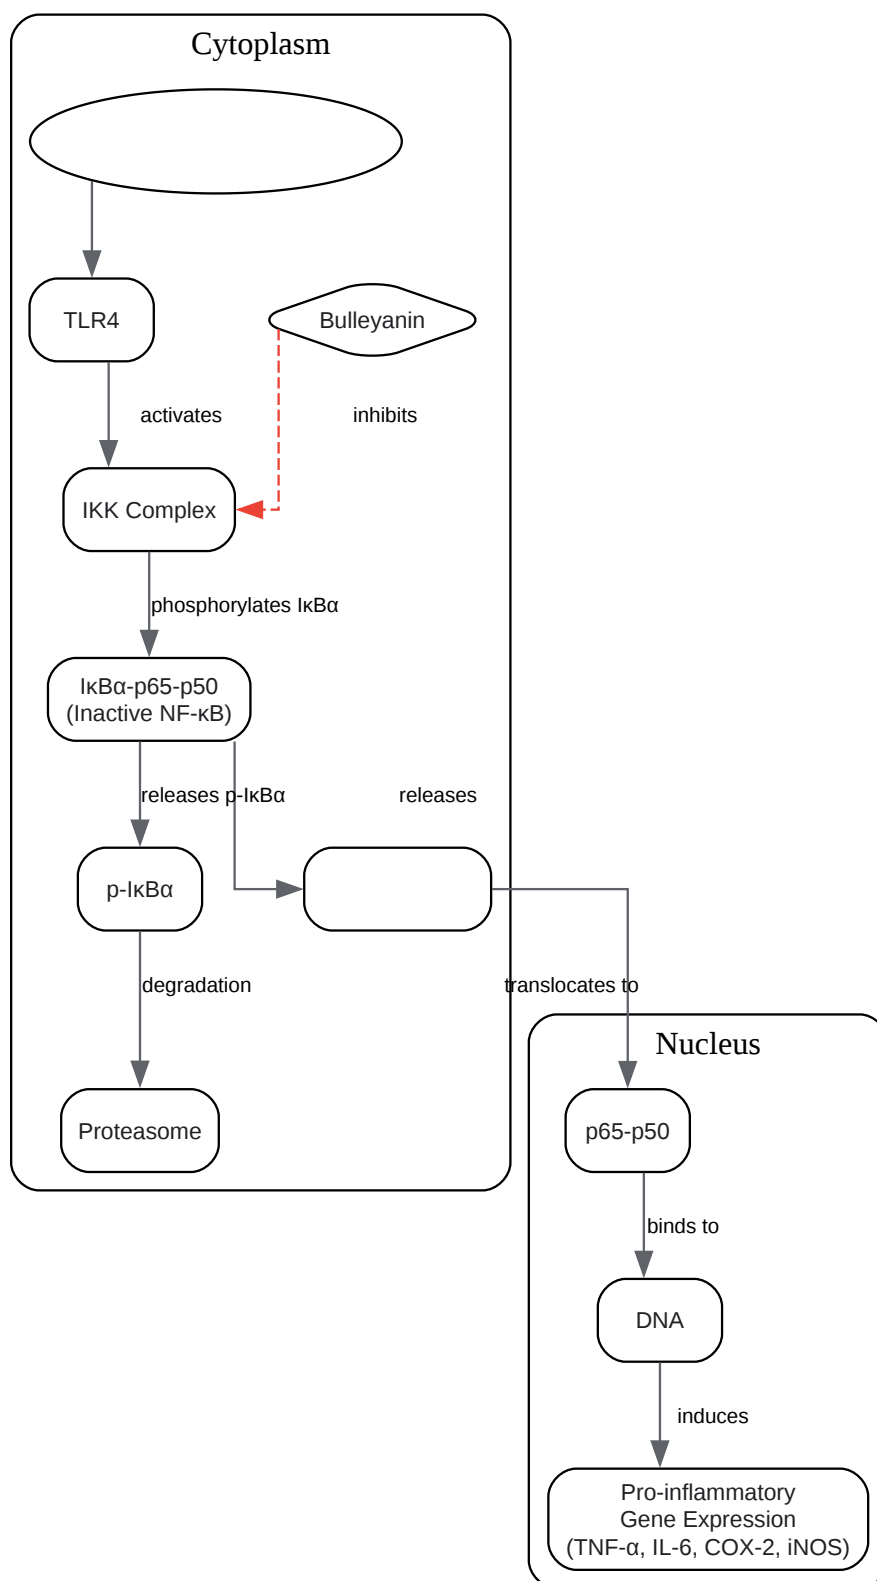 Cytoplasm
TLR4
Bulleyanin
activates
inhibits
IKK Complex
phosphorylates IκBα
IκBα-p65-p50
(Inactive NF-κB)
releases p-IκBα
releases
p-IκBα
degradation
translocates to
Nucleus
Proteasome
p65-p50
binds to
DNA
induces
Pro-inflammatory
Gene Expression
(TNF-α, IL-6, COX-2, iNOS)